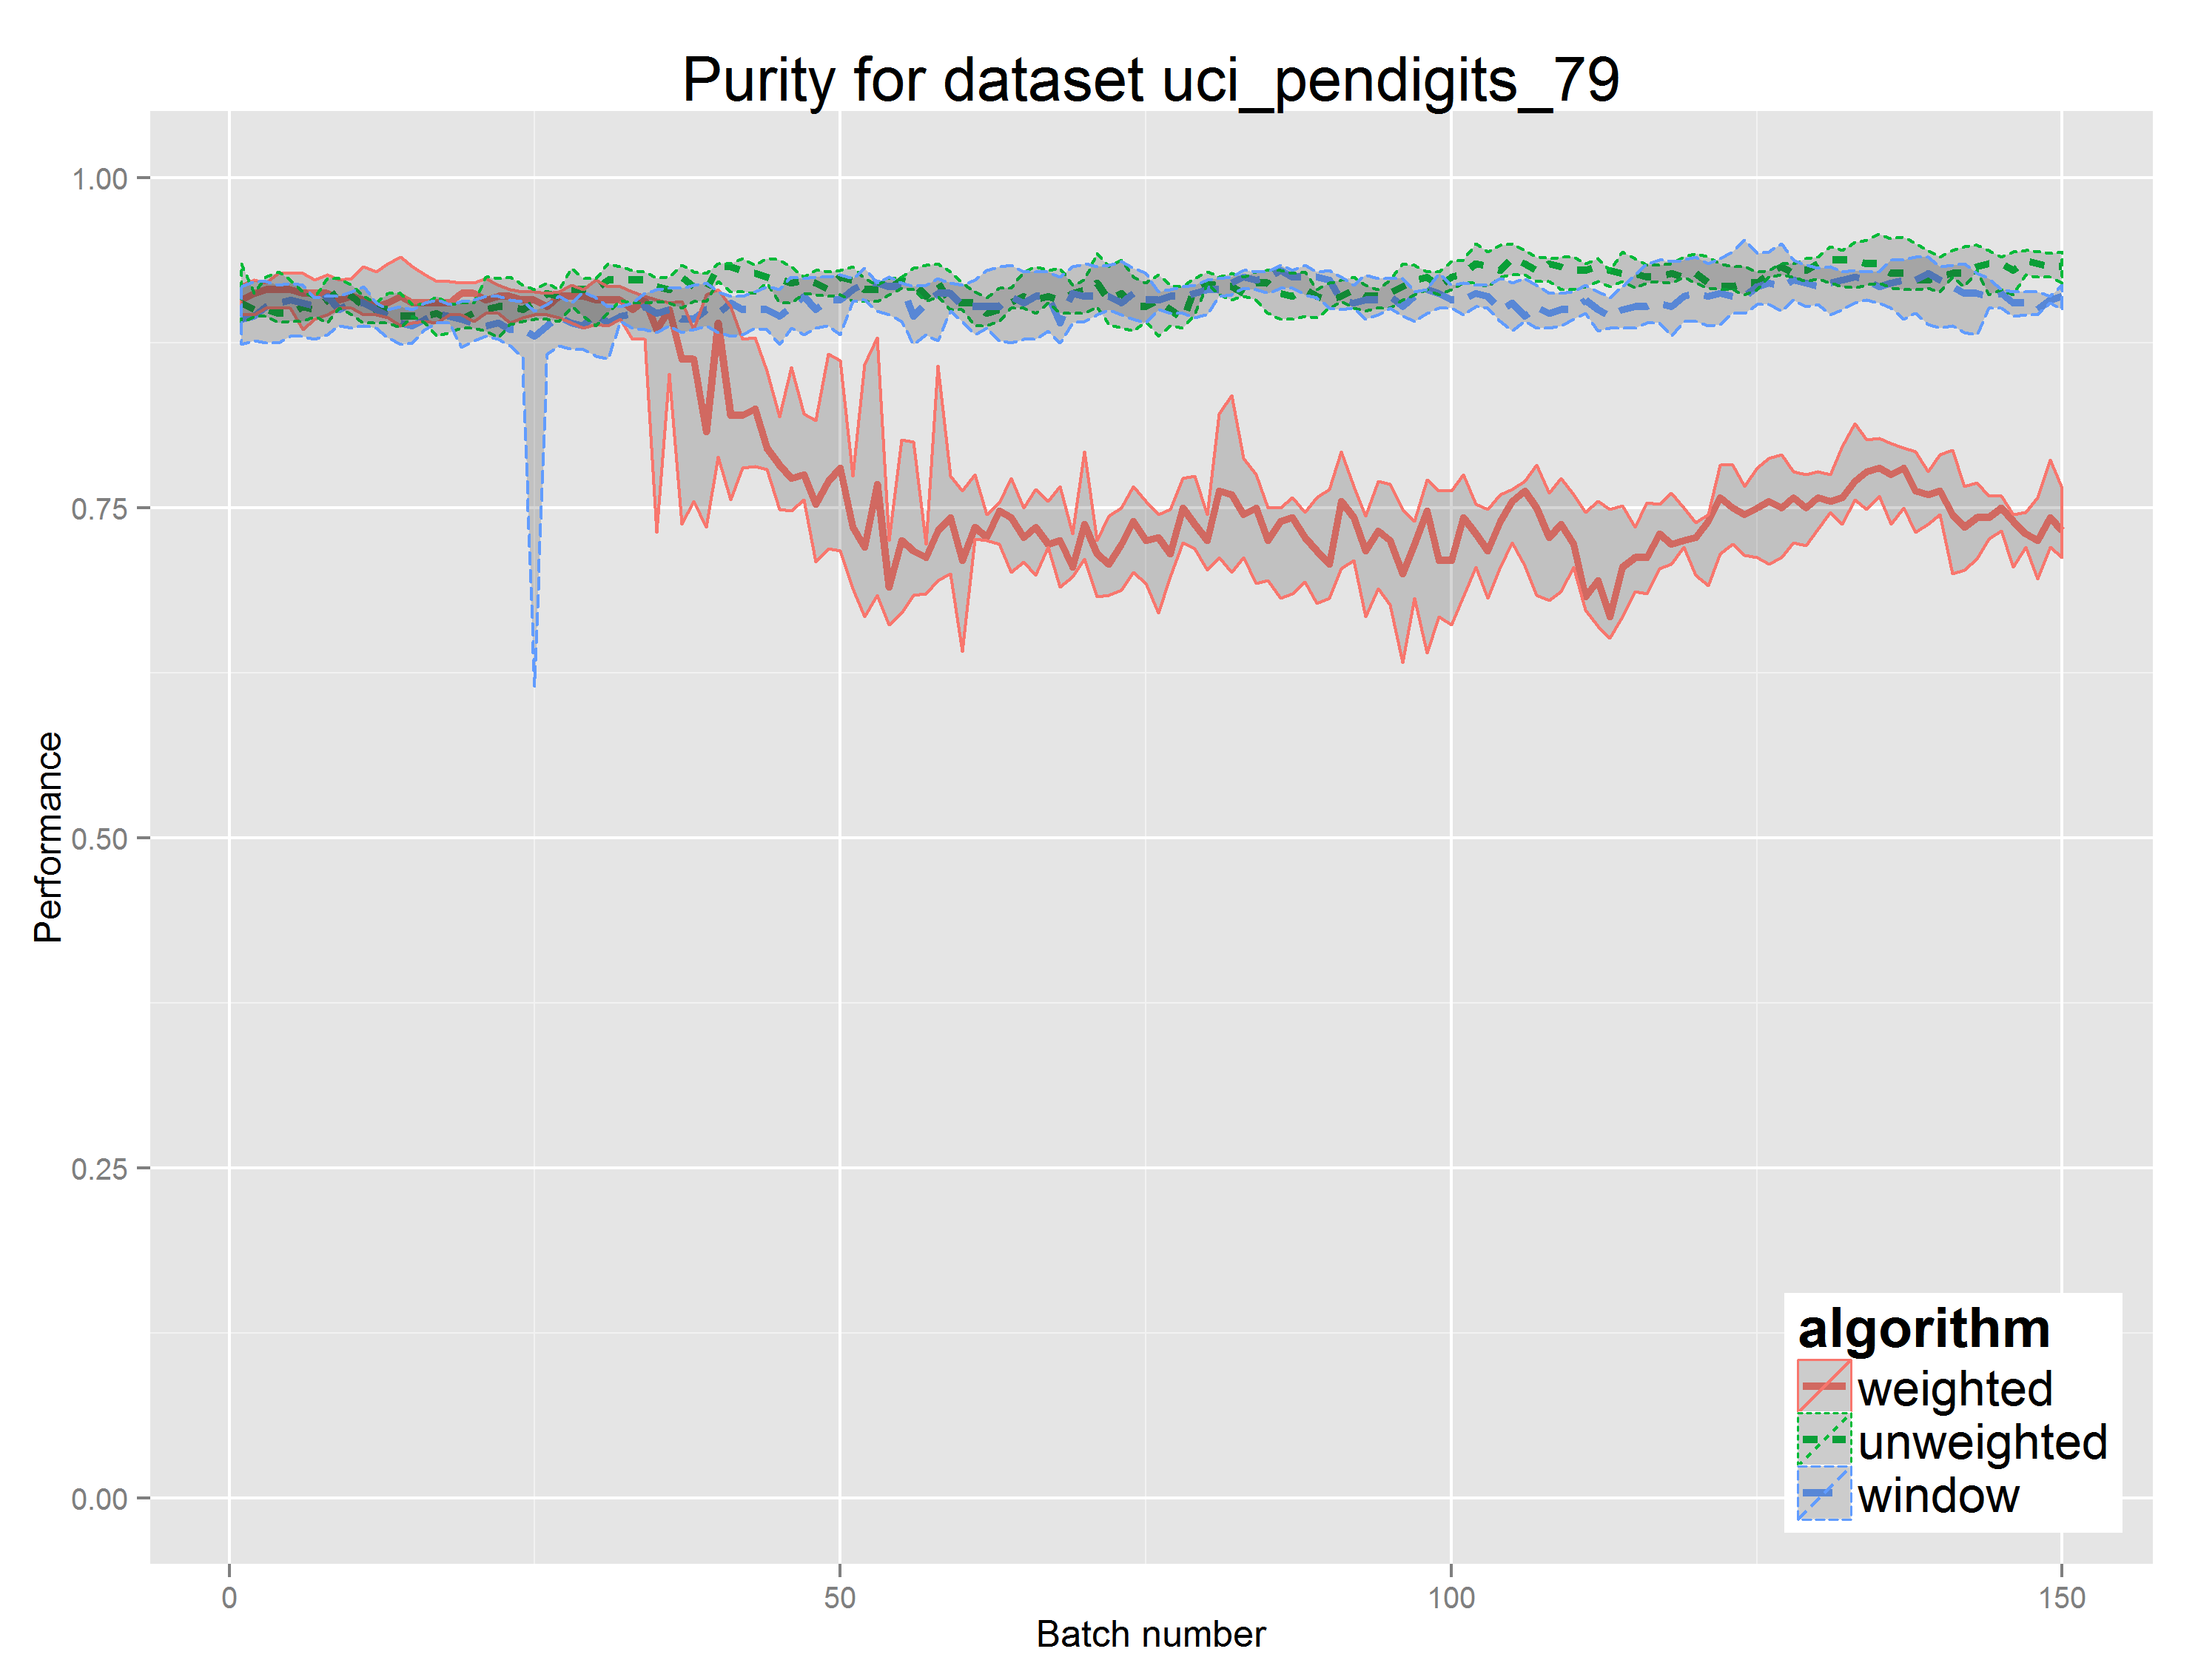 Purity for dataset uci_pendigits_79
1.00
0.75
0.50
0.25
0.00
Performance
0
50
100
150
Batch number
algorithm
weighted
unweighted
window